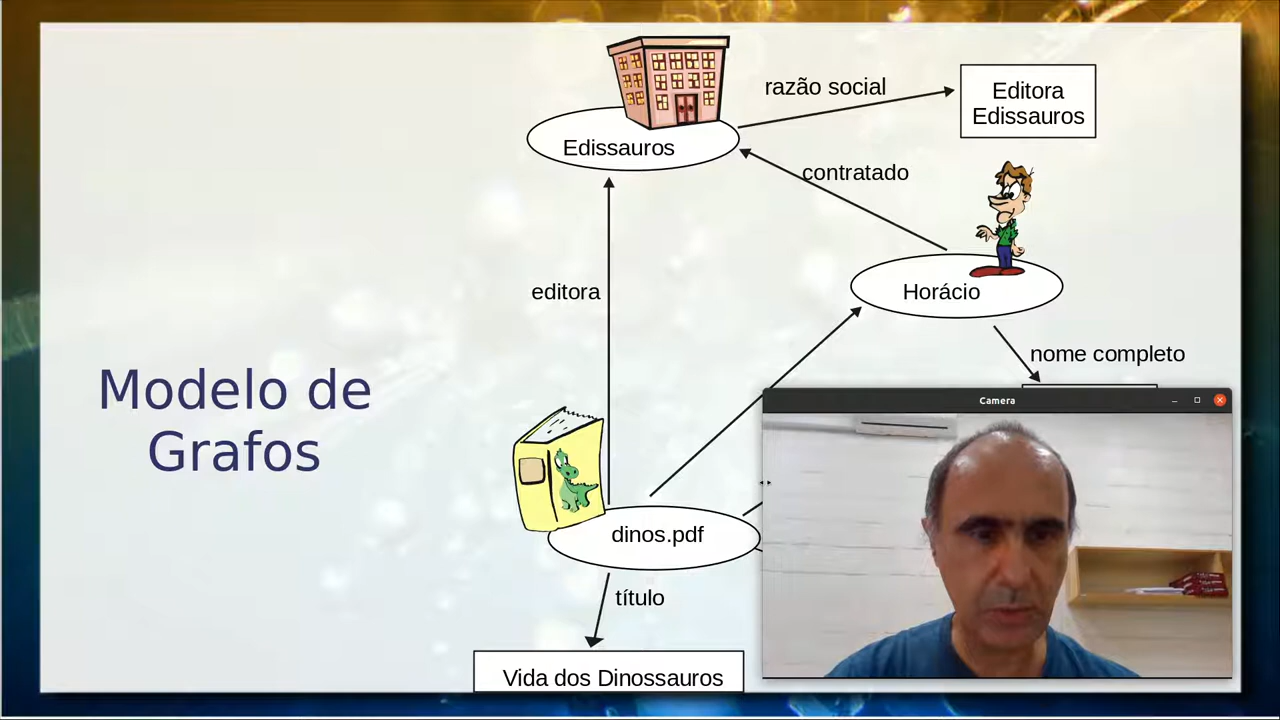 Modelo de
Grafos
Edissauros
razão social
Editora
Edissauros
contratado
editora
Horácio
nome completo
Camera
dinos.pdf
título
Vida dos Dinossauros